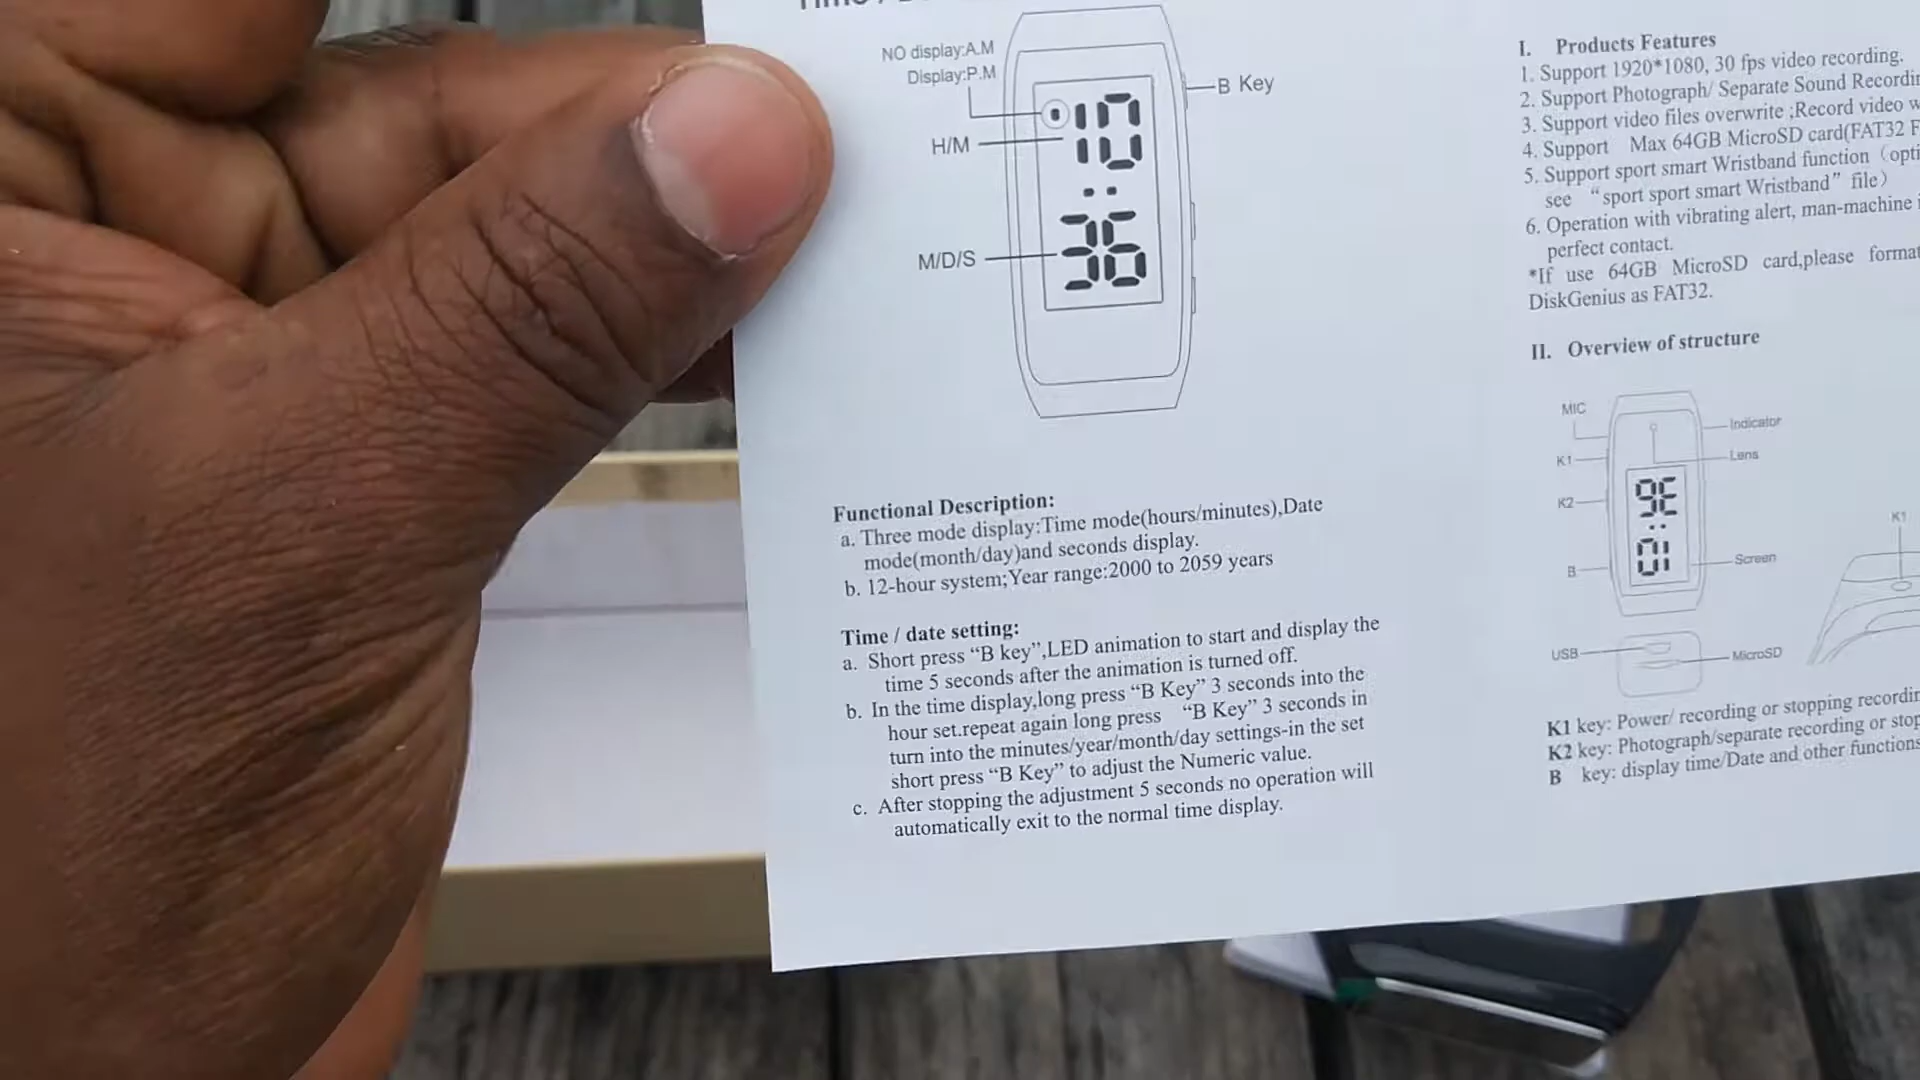 NO display:A.M
Display:P.M
B Key
H/M
10
36
M/D/S
Functional Description:
a. Three mode display:Time mode(hours/minutes),Date
mode(month/day)and seconds display.
b. 12-hour system;Year range:2000 to 2059 years
Time / date setting:
a. Short press “B key”,LED animation to start and display the
time 5 seconds after the animation is turned off.
b. In the time display,long press “B Key” 3 seconds into the
hour set.repeat again long press “B Key” 3 seconds in
turn into the minutes/year/month/day settings-in the set
short press “B Key” to adjust the Numeric value.
c. After stopping the adjustment 5 seconds no operation will
automatically exit to the normal time display.
I. Products Features
1. Support 1920*1080, 30 fps video recording.
2. Support Photograph/ Separate Sound
3. Support video files overwrite ;Record video
4. Support Max 64GB MicroSD card(FAT32
5. Support sport smart Wristband function
see “sport sport smart Wristband” file)
6. Operation with vibrating alert, man-machine
perfect contact.
*If use 64GB MicroSD card,please
DiskGenius as FAT32.
II. Overview of structure
MIC
Indicator
K1
Lens
K2
10
36
K1
B
Screen
USB
MicroSD
K1 key: Power/ recording or stopping
K2 key: Photograph/separate recording or
B key: display time/Date and other functions